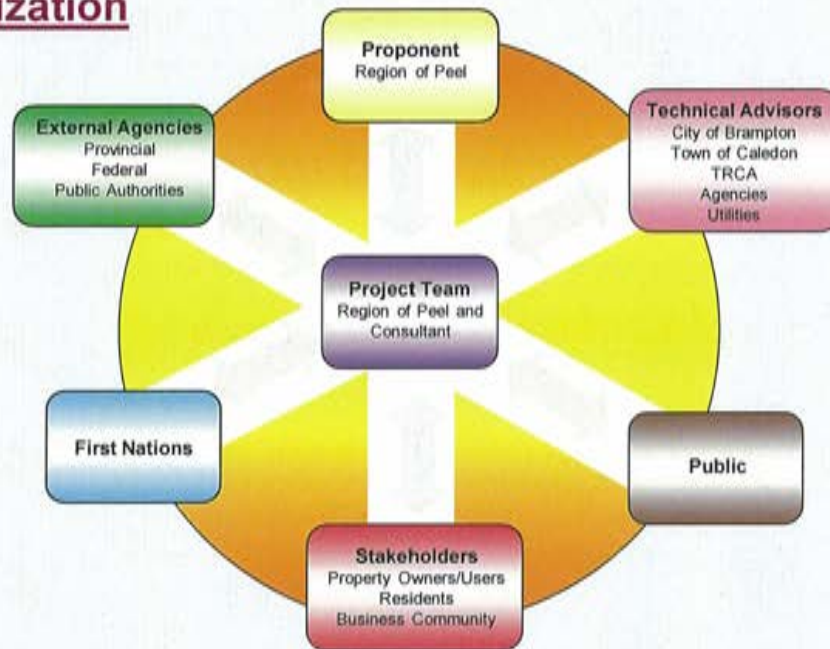 ization
Proponent
Region of Peel
External Agencies
Provincial
Federal
Public Authorities
Technical Advisors
City of Brampton
Town of Caledon
TRCA
Agencies
Utilities
Project Team
Region of Peel and
Consultant
First Nations
Public
Stakeholders
Property Owners/Users
Residents
Business Community